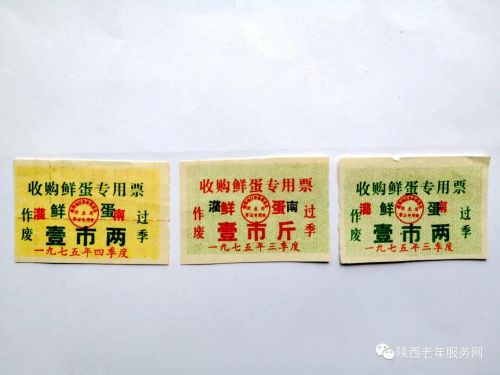 收购鲜蛋专用票
灞 鲜 蛋 南
作废 过季
壹市两
一九七五年四季度
收购鲜蛋专用票
灞 鲜 蛋 南
作废 过季
壹市斤
一九七五年三季度
收购鲜蛋专用票
灞 鲜 蛋 南
作废 过季
壹市两
一九七五年三季度
陕西老年服务网